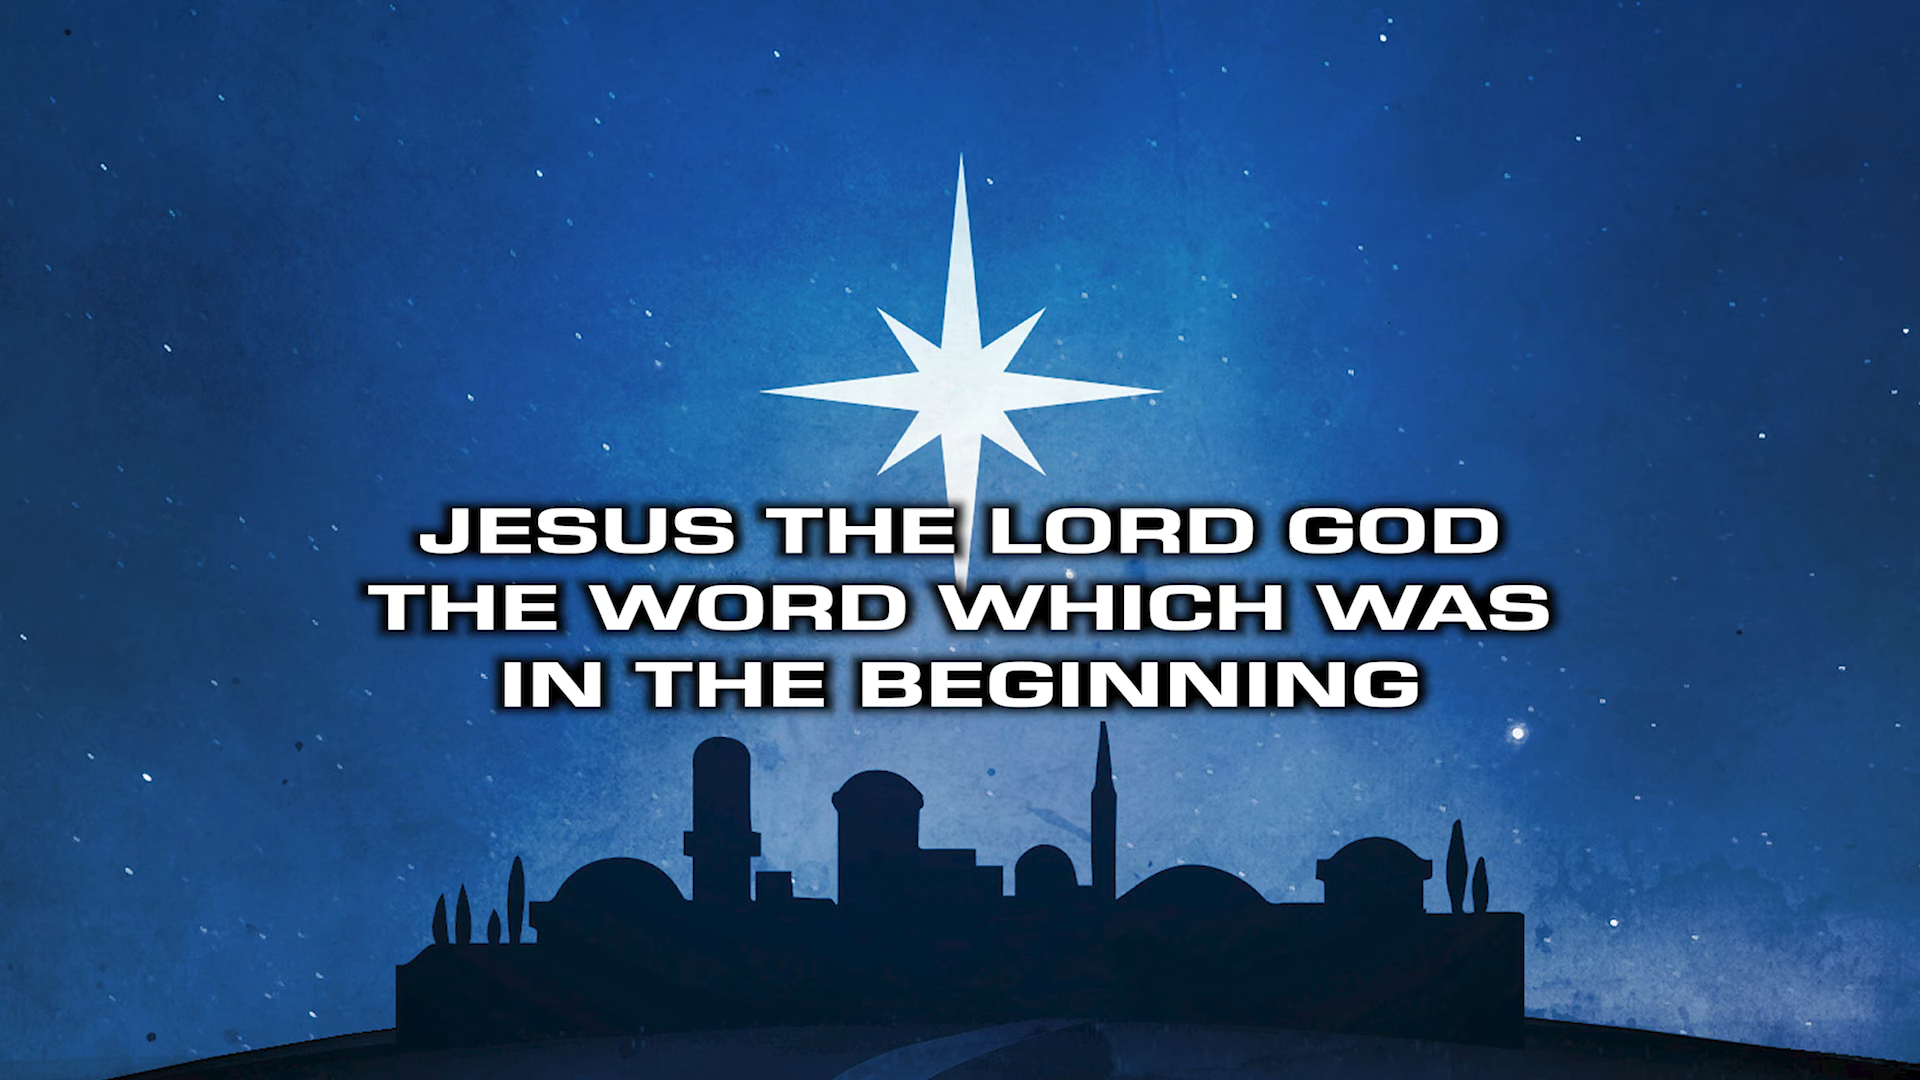 JESUS THE LORD GOD
THE WORD WHICH WAS
IN THE BEGINNING